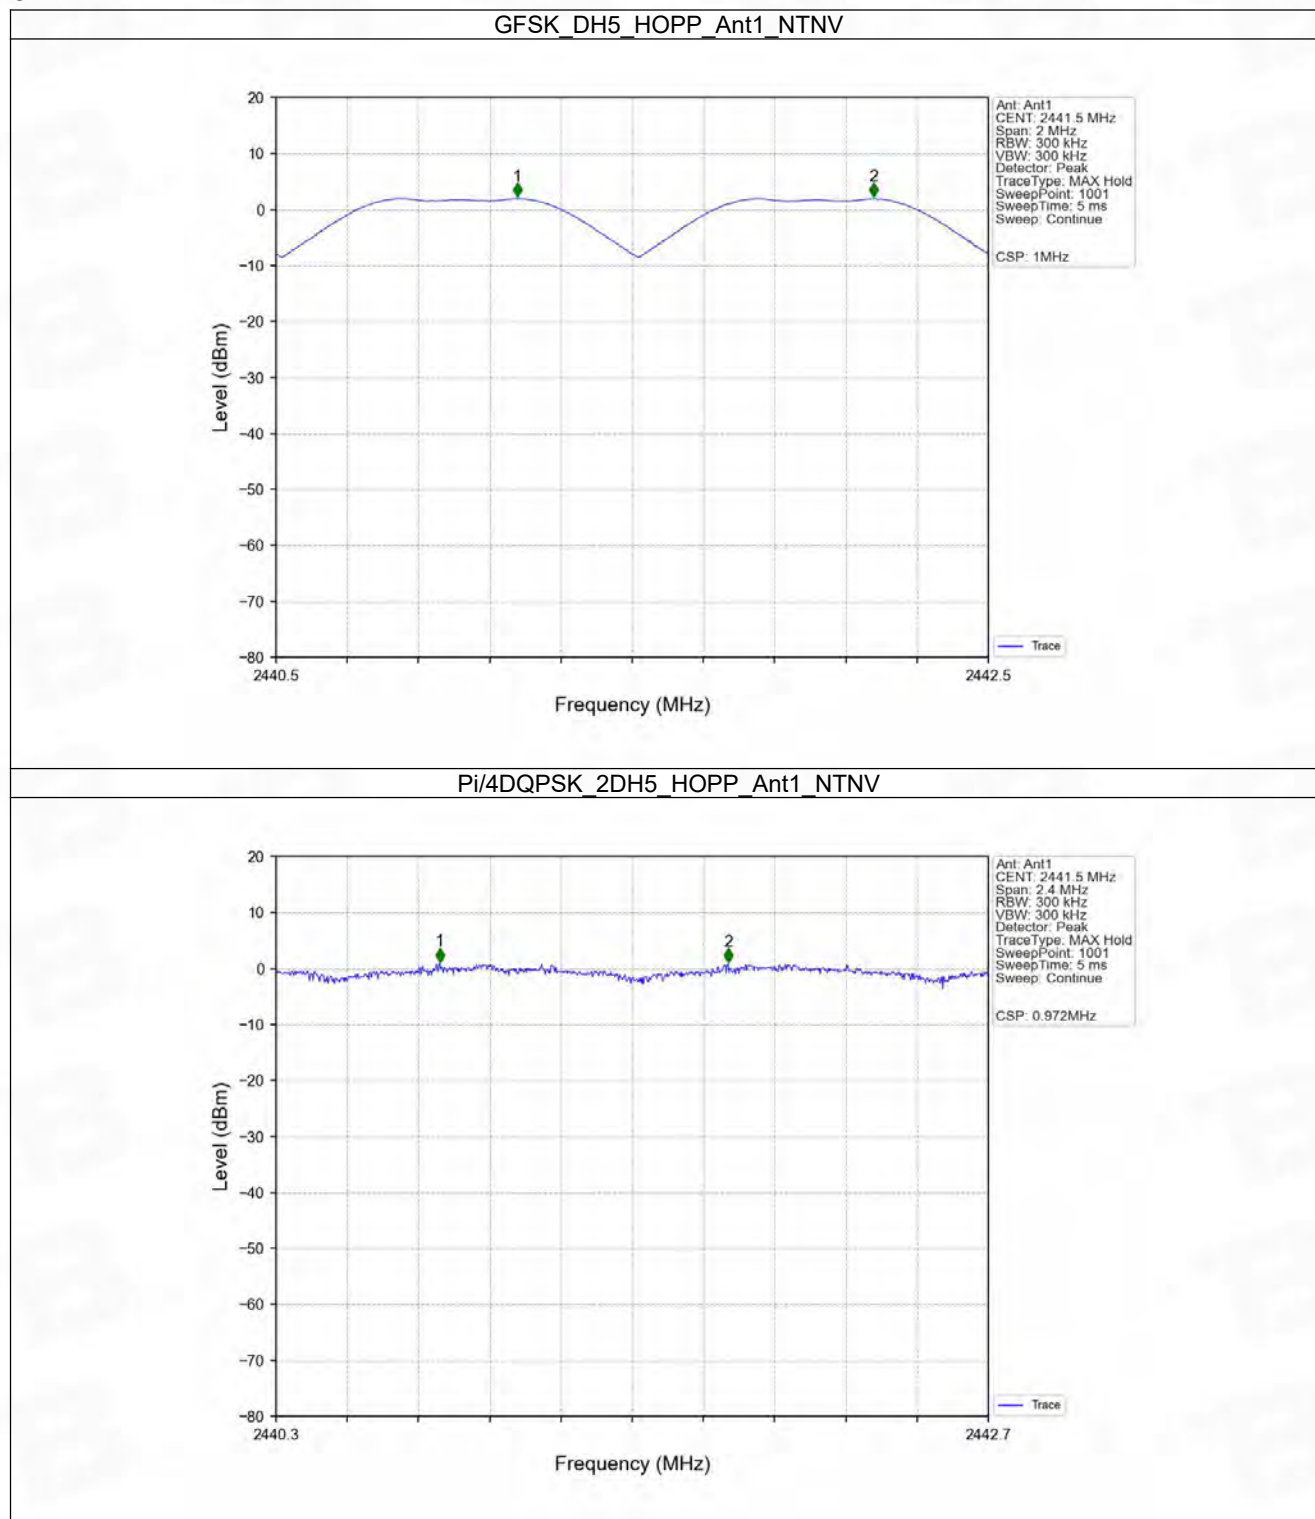 GFSK_DH5_HOPP_Ant1_NTNV
20
10
0
−10
−20
−30
−40
−50
−60
−70
−80
Level (dBm)
1
2
2440.5
2442.5
Frequency (MHz)
Ant: Ant1
CENT: 2441.5 MHz
Span: 2 MHz
RBW: 300 kHz
VBW: 300 kHz
Detector: Peak
TraceType: MAX Hold
SweepPoint: 1001
SweepTime: 5 ms
Sweep: Continue
CSP: 1MHz
Trace
Pi/4DQPSK_2DH5_HOPP_Ant1_NTNV
20
10
0
−10
−20
−30
−40
−50
−60
−70
−80
Level (dBm)
1
2
2440.3
2442.7
Frequency (MHz)
Ant: Ant1
CENT: 2441.5 MHz
Span: 2.4 MHz
RBW: 300 kHz
VBW: 300 kHz
Detector: Peak
TraceType: MAX Hold
SweepPoint: 1001
SweepTime: 5 ms
Sweep: Continue
CSP: 0.972MHz
Trace